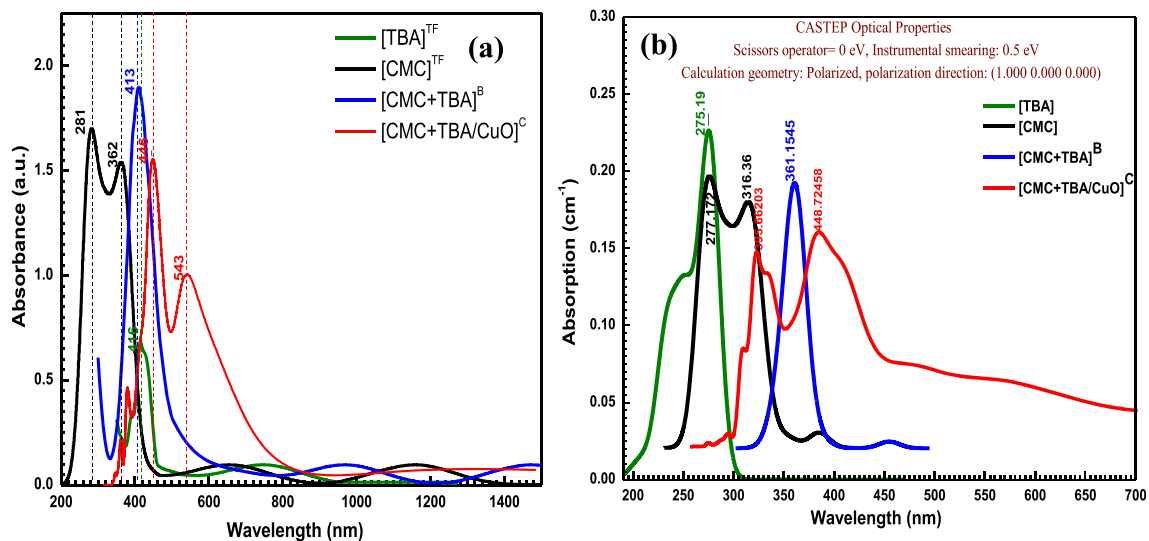 (a)
[TBA]TF
[CMC]TF
[CMC+TBA]B
[CMC+TBA/CuO]C
281
362
413
416
446
543
2.0
1.5
1.0
0.5
0.0
200 400 600 800 1000 1200 1400
Absorbance (a.u.)
Wavelength (nm)
(b)
CASTEP Optical Properties
Scissors operator= 0 eV, Instrumental smearing: 0.5 eV
Calculation geometry: Polarized, polarization direction: (1.000 0.000 0.000)
[TBA]
[CMC]
[CMC+TBA]B
[CMC+TBA/CuO]C
275.19
277.172
316.36
361.1545
448.72458
0.30
0.25
0.20
0.15
0.10
0.05
0.00
200 250 300 350 400 450 500 550 600 650 700
Absorption (cm-1)
Wavelength (nm)